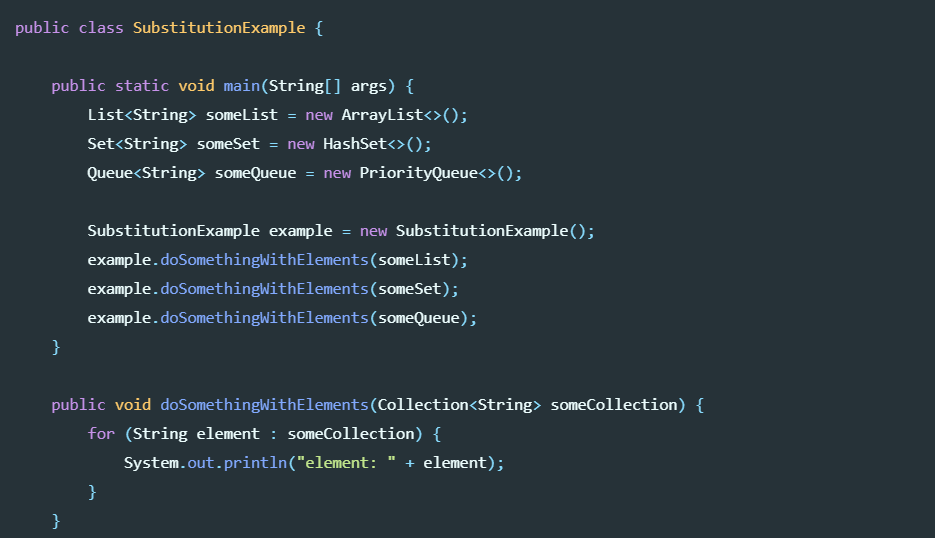 public class SubstitutionExample {
    public static void main(String[] args) {
        List<String> someList = new ArrayList<>();
        Set<String> someSet = new HashSet<>();
        Queue<String> someQueue = new PriorityQueue<>();
        SubstitutionExample example = new SubstitutionExample();
        example.doSomethingWithElements(someList);
        example.doSomethingWithElements(someSet);
        example.doSomethingWithElements(someQueue);
    }
    public void doSomethingWithElements(Collection<String> someCollection) {
        for (String element : someCollection) {
            System.out.println("element: " + element);
        }
    }